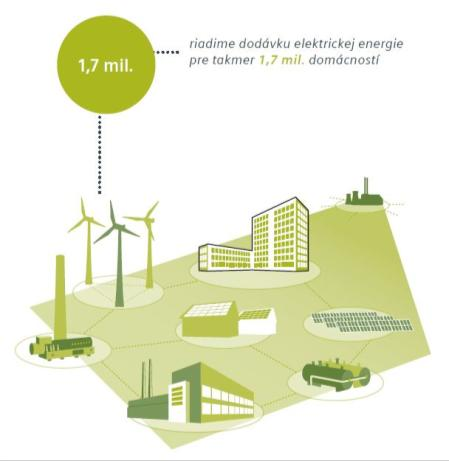 1,7 mil.
riadime dodávku elektrickej energie
pre takmer 1,7 mil. domácností